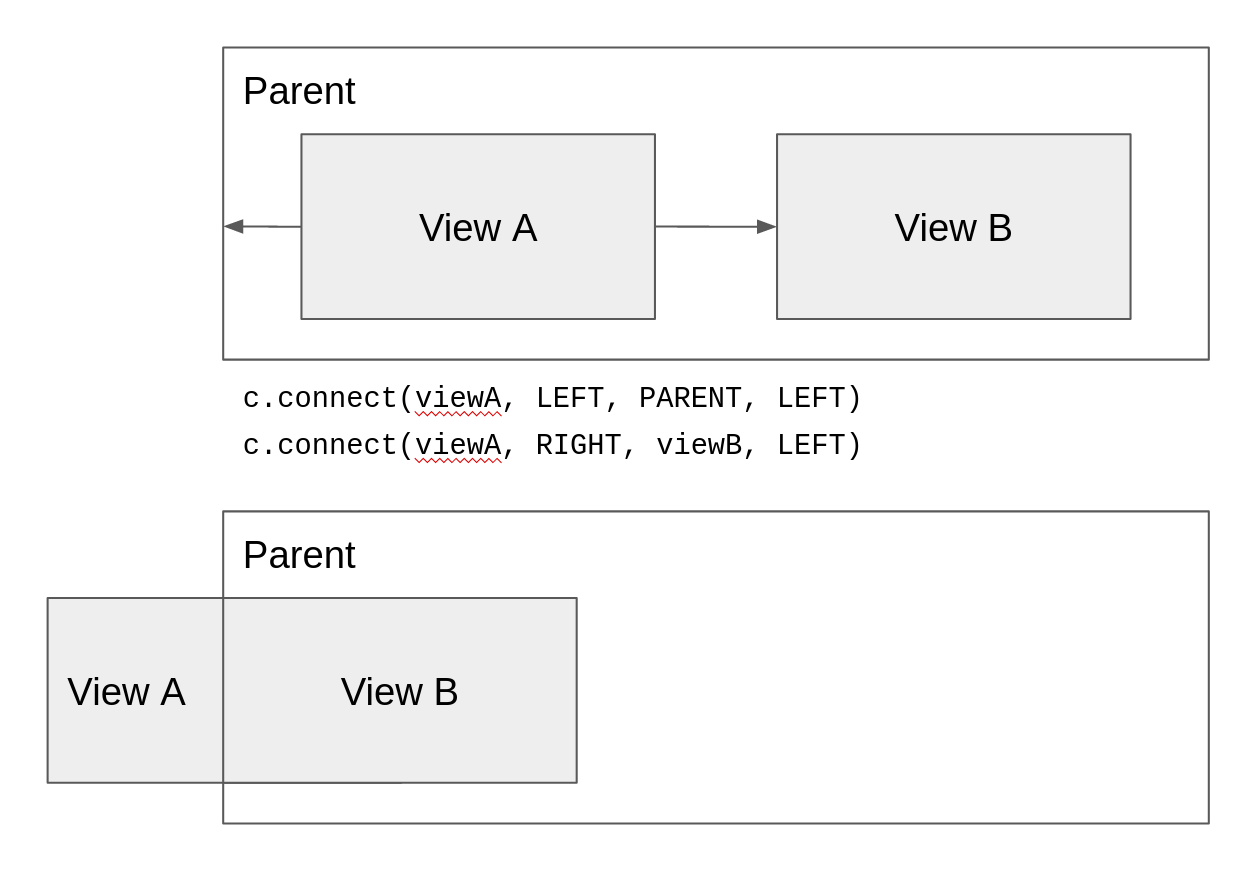 Parent
View A
View B
c.connect(viewA, LEFT, PARENT, LEFT)
c.connect(viewA, RIGHT, viewB, LEFT)
Parent
View A
View B